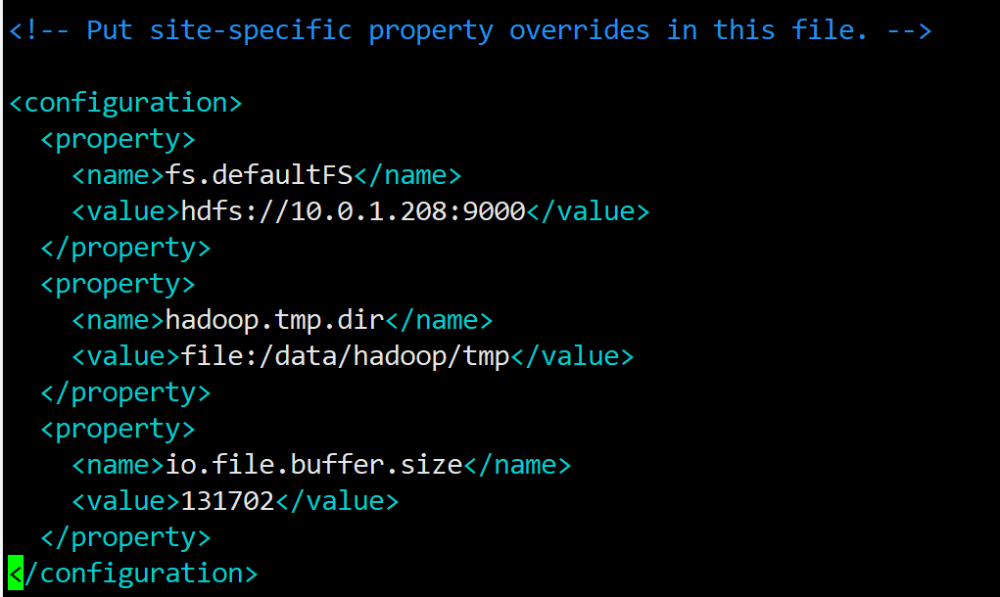 <!-- Put site-specific property overrides in this file. -->
<configuration>
<property>
<name>fs.defaultFS</name>
<value>hdfs://10.0.1.208:9000</value>
</property>
<property>
<name>hadoop.tmp.dir</name>
<value>file:/data/hadoop/tmp</value>
</property>
<property>
<name>io.file.buffer.size</name>
<value>131702</value>
</property>
</configuration>